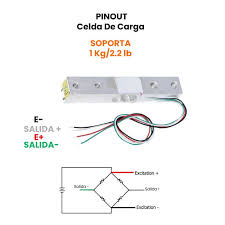 PINOUT
Celda De Carga
SOPORTA
1 Kg/2.2 lb
E-
SALIDA +
E+
SALIDA-
Excitation +
Salida -
Salida+
Excitation -